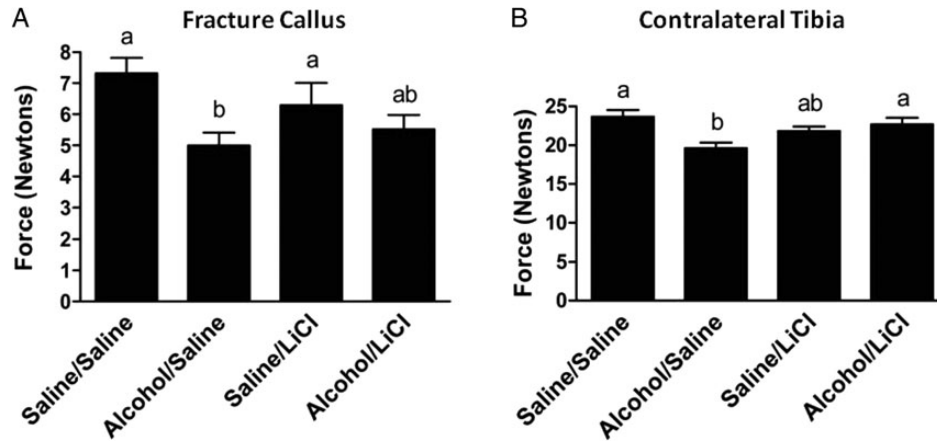 A
Fracture Callus
Force (Newtons)
8
7
6
5
4
3
2
1
0
a
b
a
ab
Saline/Saline
Alcohol/Saline
Saline/LiCl
Alcohol/LiCl
B
Contralateral Tibia
Force (Newtons)
25
20
15
10
5
0
a
b
ab
a
Saline/Saline
Alcohol/Saline
Saline/LiCl
Alcohol/LiCl